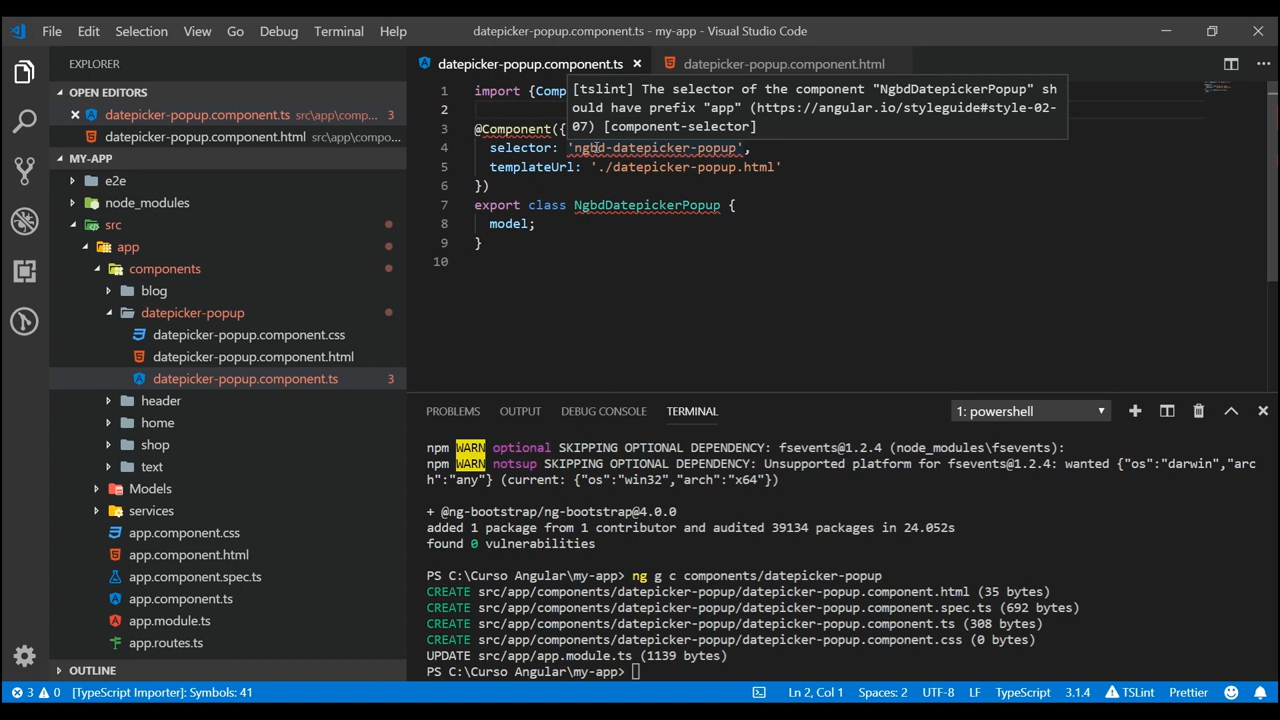 File Edit Selection View Go Debug Terminal Help
datepicker-popup.component.ts - my-app - Visual Studio Code
EXPLORER
OPEN EDITORS
datepicker-popup.component.ts src\app\comp... 3
datepicker-popup.component.html src\app\comp...
MY-APP
e2e
node_modules
src
app
components
blog
datepicker-popup
datepicker-popup.component.css
datepicker-popup.component.html
datepicker-popup.component.ts 3
header
home
shop
text
Models
services
app.component.css
app.component.html
app.component.spec.ts
app.component.ts
app.module.ts
app.routes.ts
OUTLINE
datepicker-popup.component.ts
datepicker-popup.component.html
[tslint] The selector of the component "NgbdDatepickerPopup" sh
ould have prefix "app" (https://angular.io/styleguide#style-02-
07) [component-selector]
1 import {Comp
2
3 @Component({
4 selector: 'ngbd-datepicker-popup',
5 templateUrl: './datepicker-popup.html'
6 })
7 export class NgbdDatepickerPopup {
8 model;
9 }
10
PROBLEMS OUTPUT DEBUG CONSOLE TERMINAL
1: powershell
npm WARN optional SKIPPING OPTIONAL DEPENDENCY: fsevents@1.2.4 (node_modules\fsevents):
npm WARN notsup SKIPPING OPTIONAL DEPENDENCY: Unsupported platform for fsevents@1.2.4: wanted {"os":"darwin","arc
h":"any"} (current: {"os":"win32","arch":"x64"})
+ @ng-bootstrap/ng-bootstrap@4.0.0
added 1 package from 1 contributor and audited 39134 packages in 24.052s
found 0 vulnerabilities
PS C:\Curso Angular\my-app> ng g c components/datepicker-popup
CREATE src/app/components/datepicker-popup/datepicker-popup.component.html (35 bytes)
CREATE src/app/components/datepicker-popup/datepicker-popup.component.spec.ts (692 bytes)
CREATE src/app/components/datepicker-popup/datepicker-popup.component.ts (308 bytes)
CREATE src/app/components/datepicker-popup/datepicker-popup.component.css (0 bytes)
UPDATE src/app/app.module.ts (1139 bytes)
PS C:\Curso Angular\my-app>
3 0 [TypeScript Importer]: Symbols: 41
Ln 2, Col 1 Spaces: 2 UTF-8 LF TypeScript 3.1.4 TSLint Prettier 1